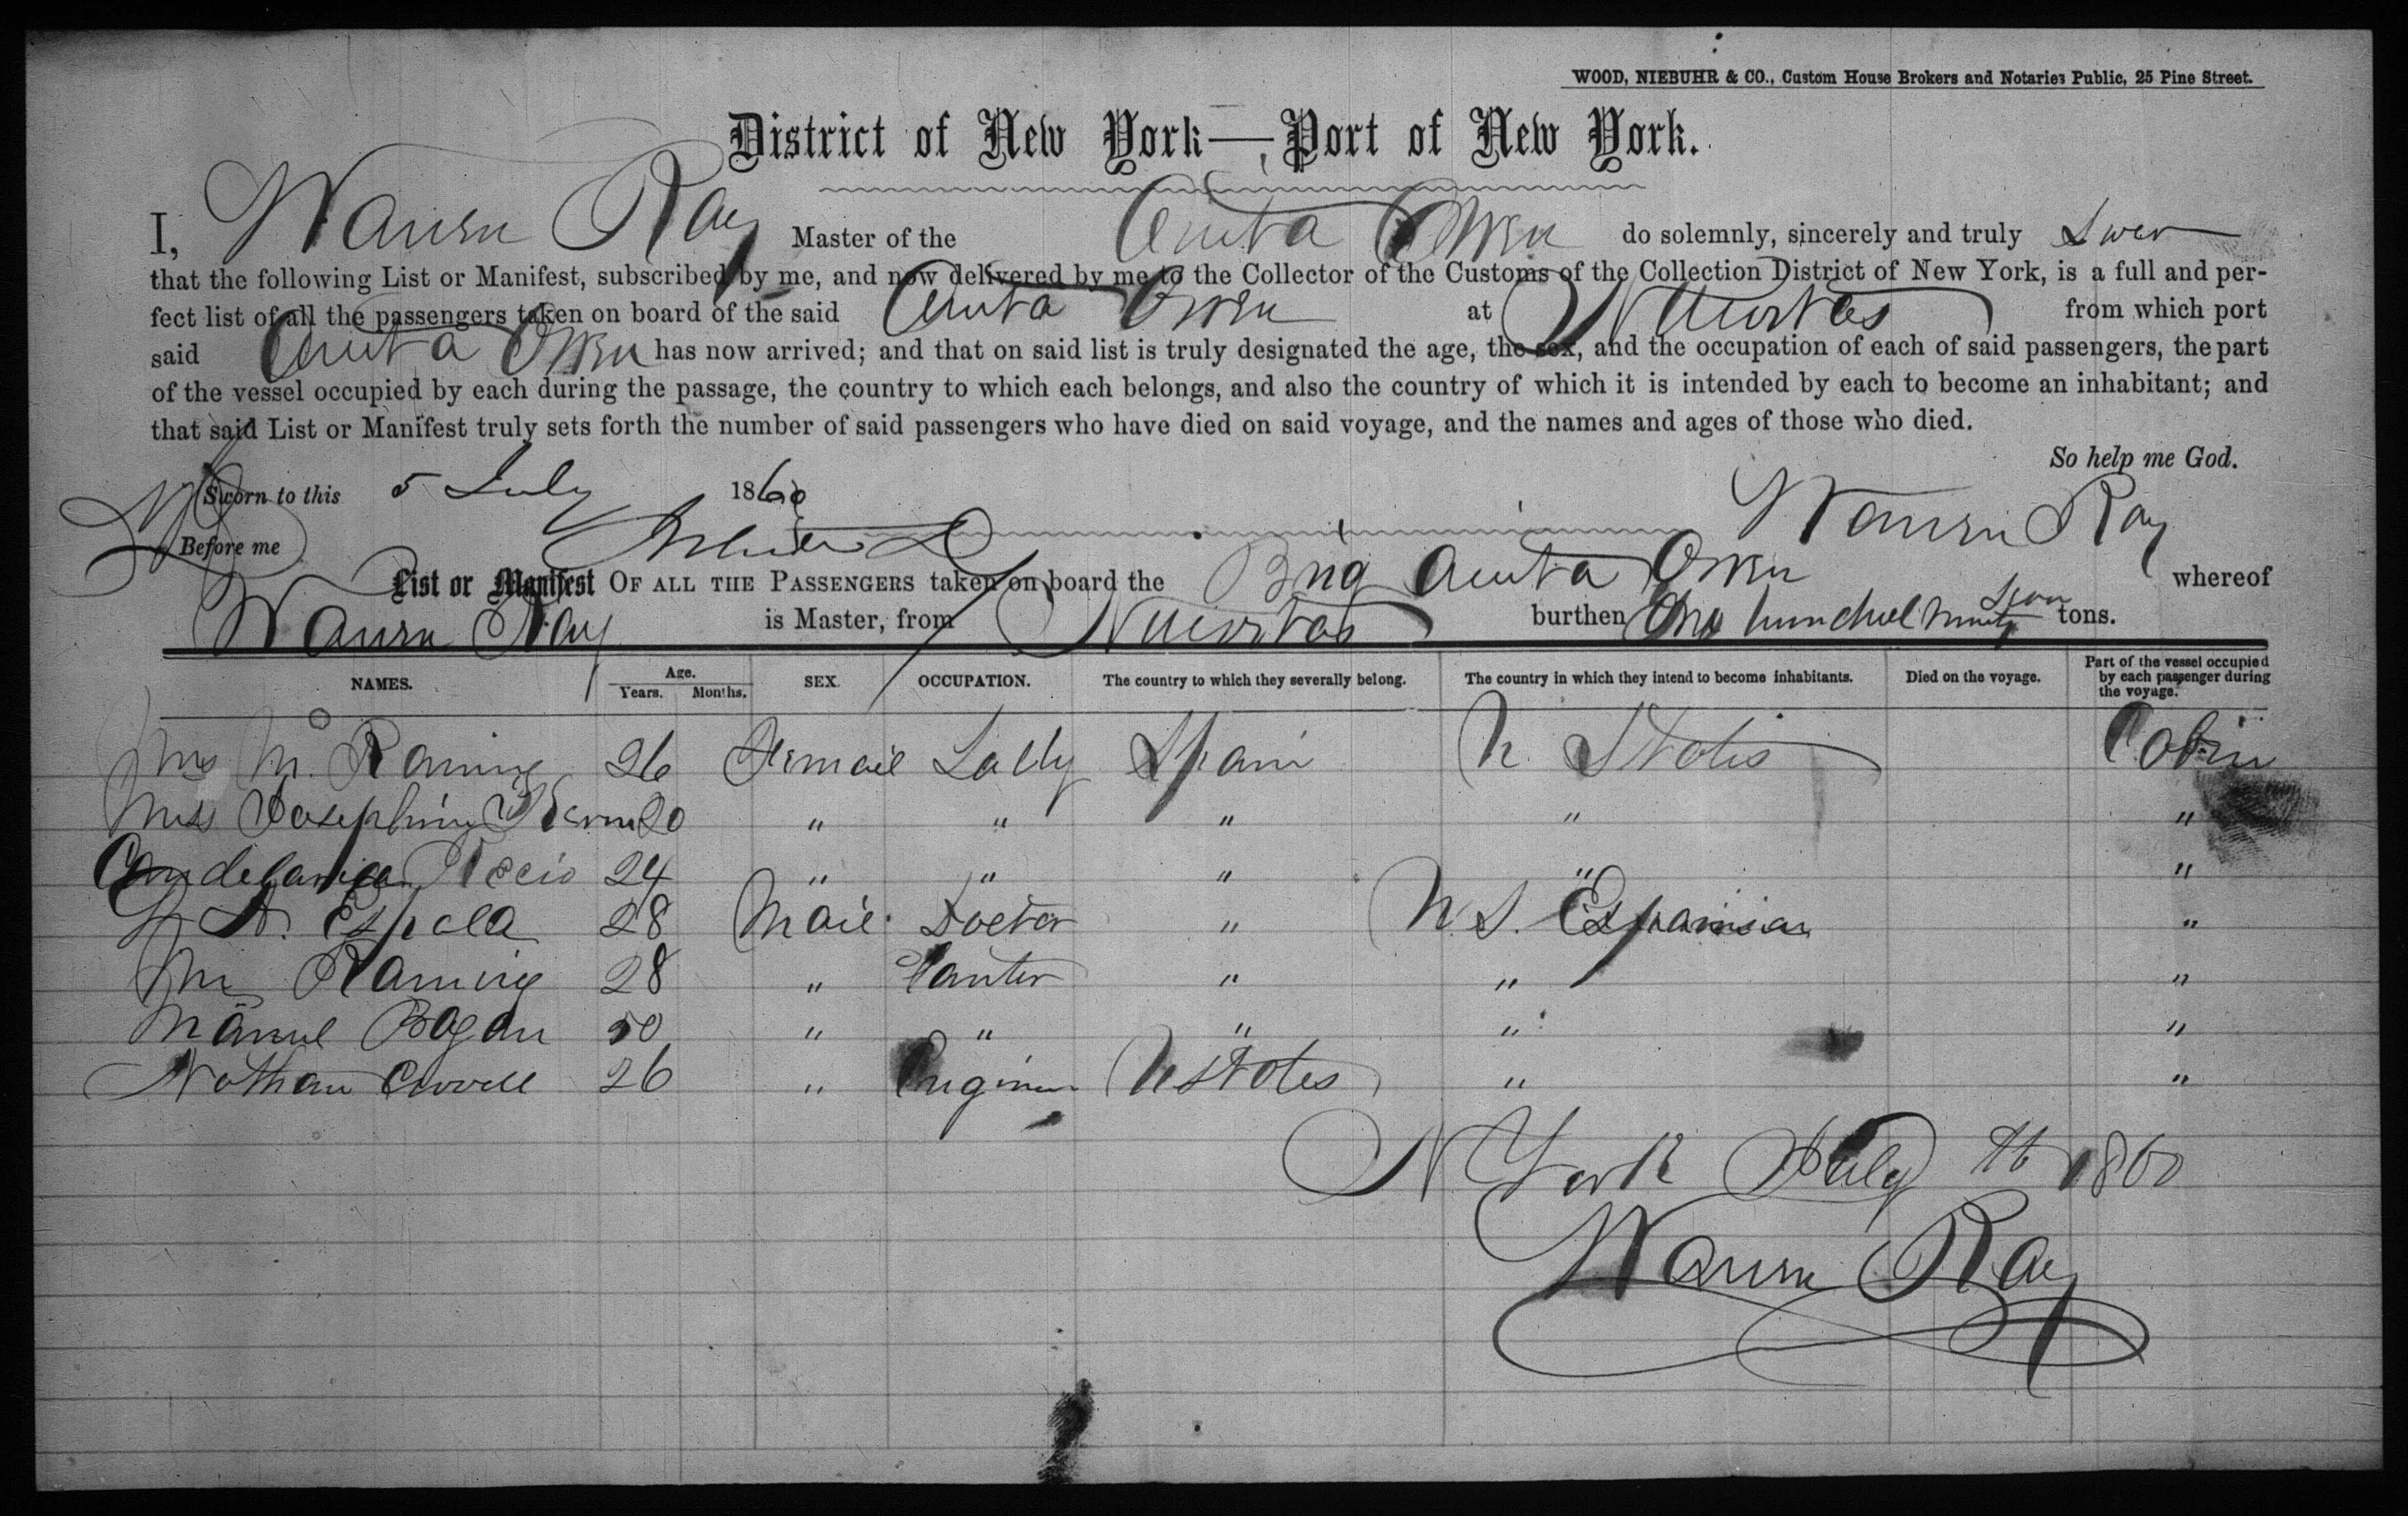 WOOD, NIEBUHR & CO., Custom House Brokers and Notaries Public, 25 Pine Street.
District of New York—Port of New York.
I, Ray Master of the Anita Owen do solemnly, sincerely and truly swear
that the following List or Manifest, subscribed by me, and now delivered by me to the Collector of the Customs of the Collection District of New York, is a full and per-
fect list of all the passengers taken on board of the said Anita Owen at Nuevitas from which port
said Anita Owen has now arrived; and that on said list is truly designated the age, the sex, and the occupation of each of said passengers, the part
of the vessel occupied by each during the passage, the country to which each belongs, and also the country of which it is intended by each to become an inhabitant; and
that said List or Manifest truly sets forth the number of said passengers who have died on said voyage, and the names and ages of those who died.
So help me God.
Sworn to this 5 July 1860
Ray
Before me
List or Manifest OF ALL THE PASSENGERS taken on board the Brig Anita Owen whereof
Ray is Master, from Nuevitas burthen One hundred ninty tons.
NAMES. Age. Years. Months. SEX. OCCUPATION. The country to which they severally belong. The country in which they intend to become inhabitants. Died on the voyage. Part of the vessel occupied by each passenger during the voyage.
Mrs M. 26 Female Lady Spain U. States Cabin
Miss Josephine 20 " " " " "
Recio 24 " " " " "
Espala 28 Male Doctor " "
28 " Planter " " "
Manuel Bagan 50 " " " " "
Nathan 26 " Engineer U States " "
N York July 1860
Ray